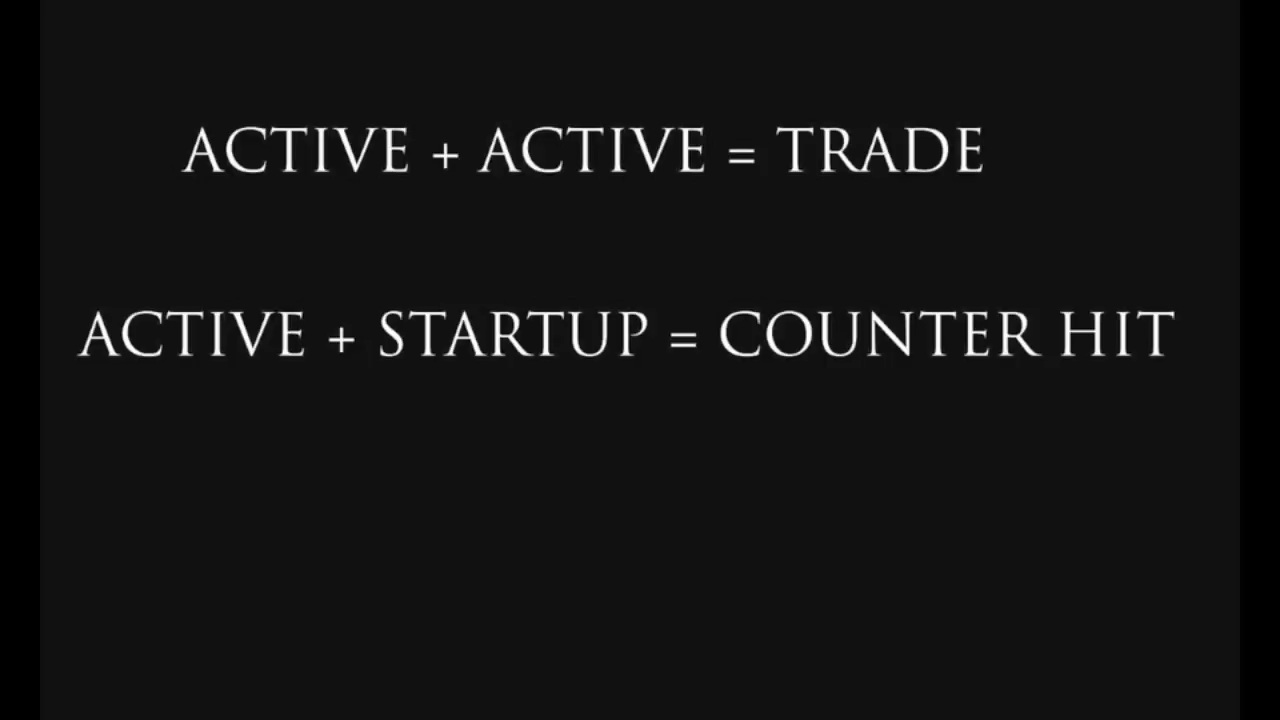 ACTIVE + ACTIVE = TRADE
ACTIVE + STARTUP = COUNTER HIT